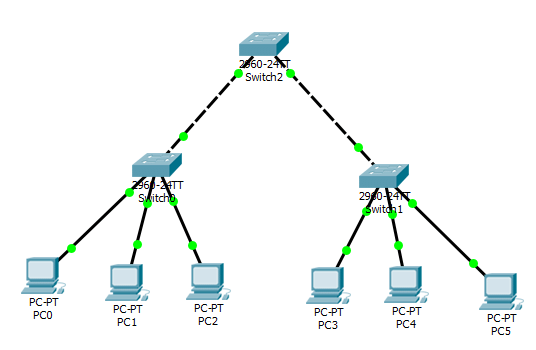 2960-24TT
Switch2
2960-24TT
Switch0
2960-24TT
Switch1
PC-PT
PC0
PC-PT
PC1
PC-PT
PC2
PC-PT
PC3
PC-PT
PC4
PC-PT
PC5